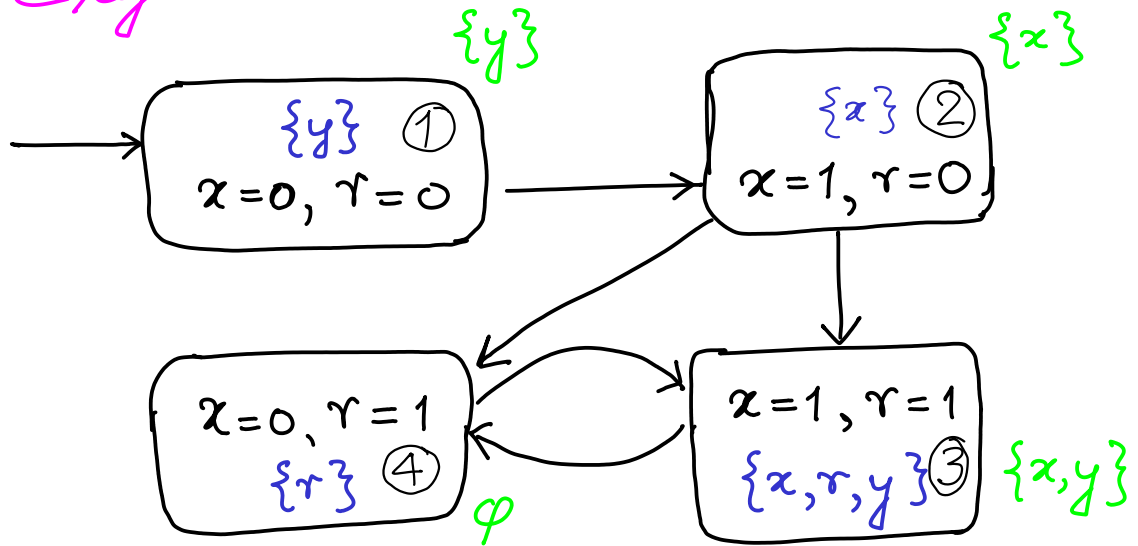 {y}
{x}
{y} ①
x=0, r=0
{x} ②
x=1, r=0
x=0, r=1
{r} ④
φ
x=1, r=1
{x,r,y} ③
{x,y}